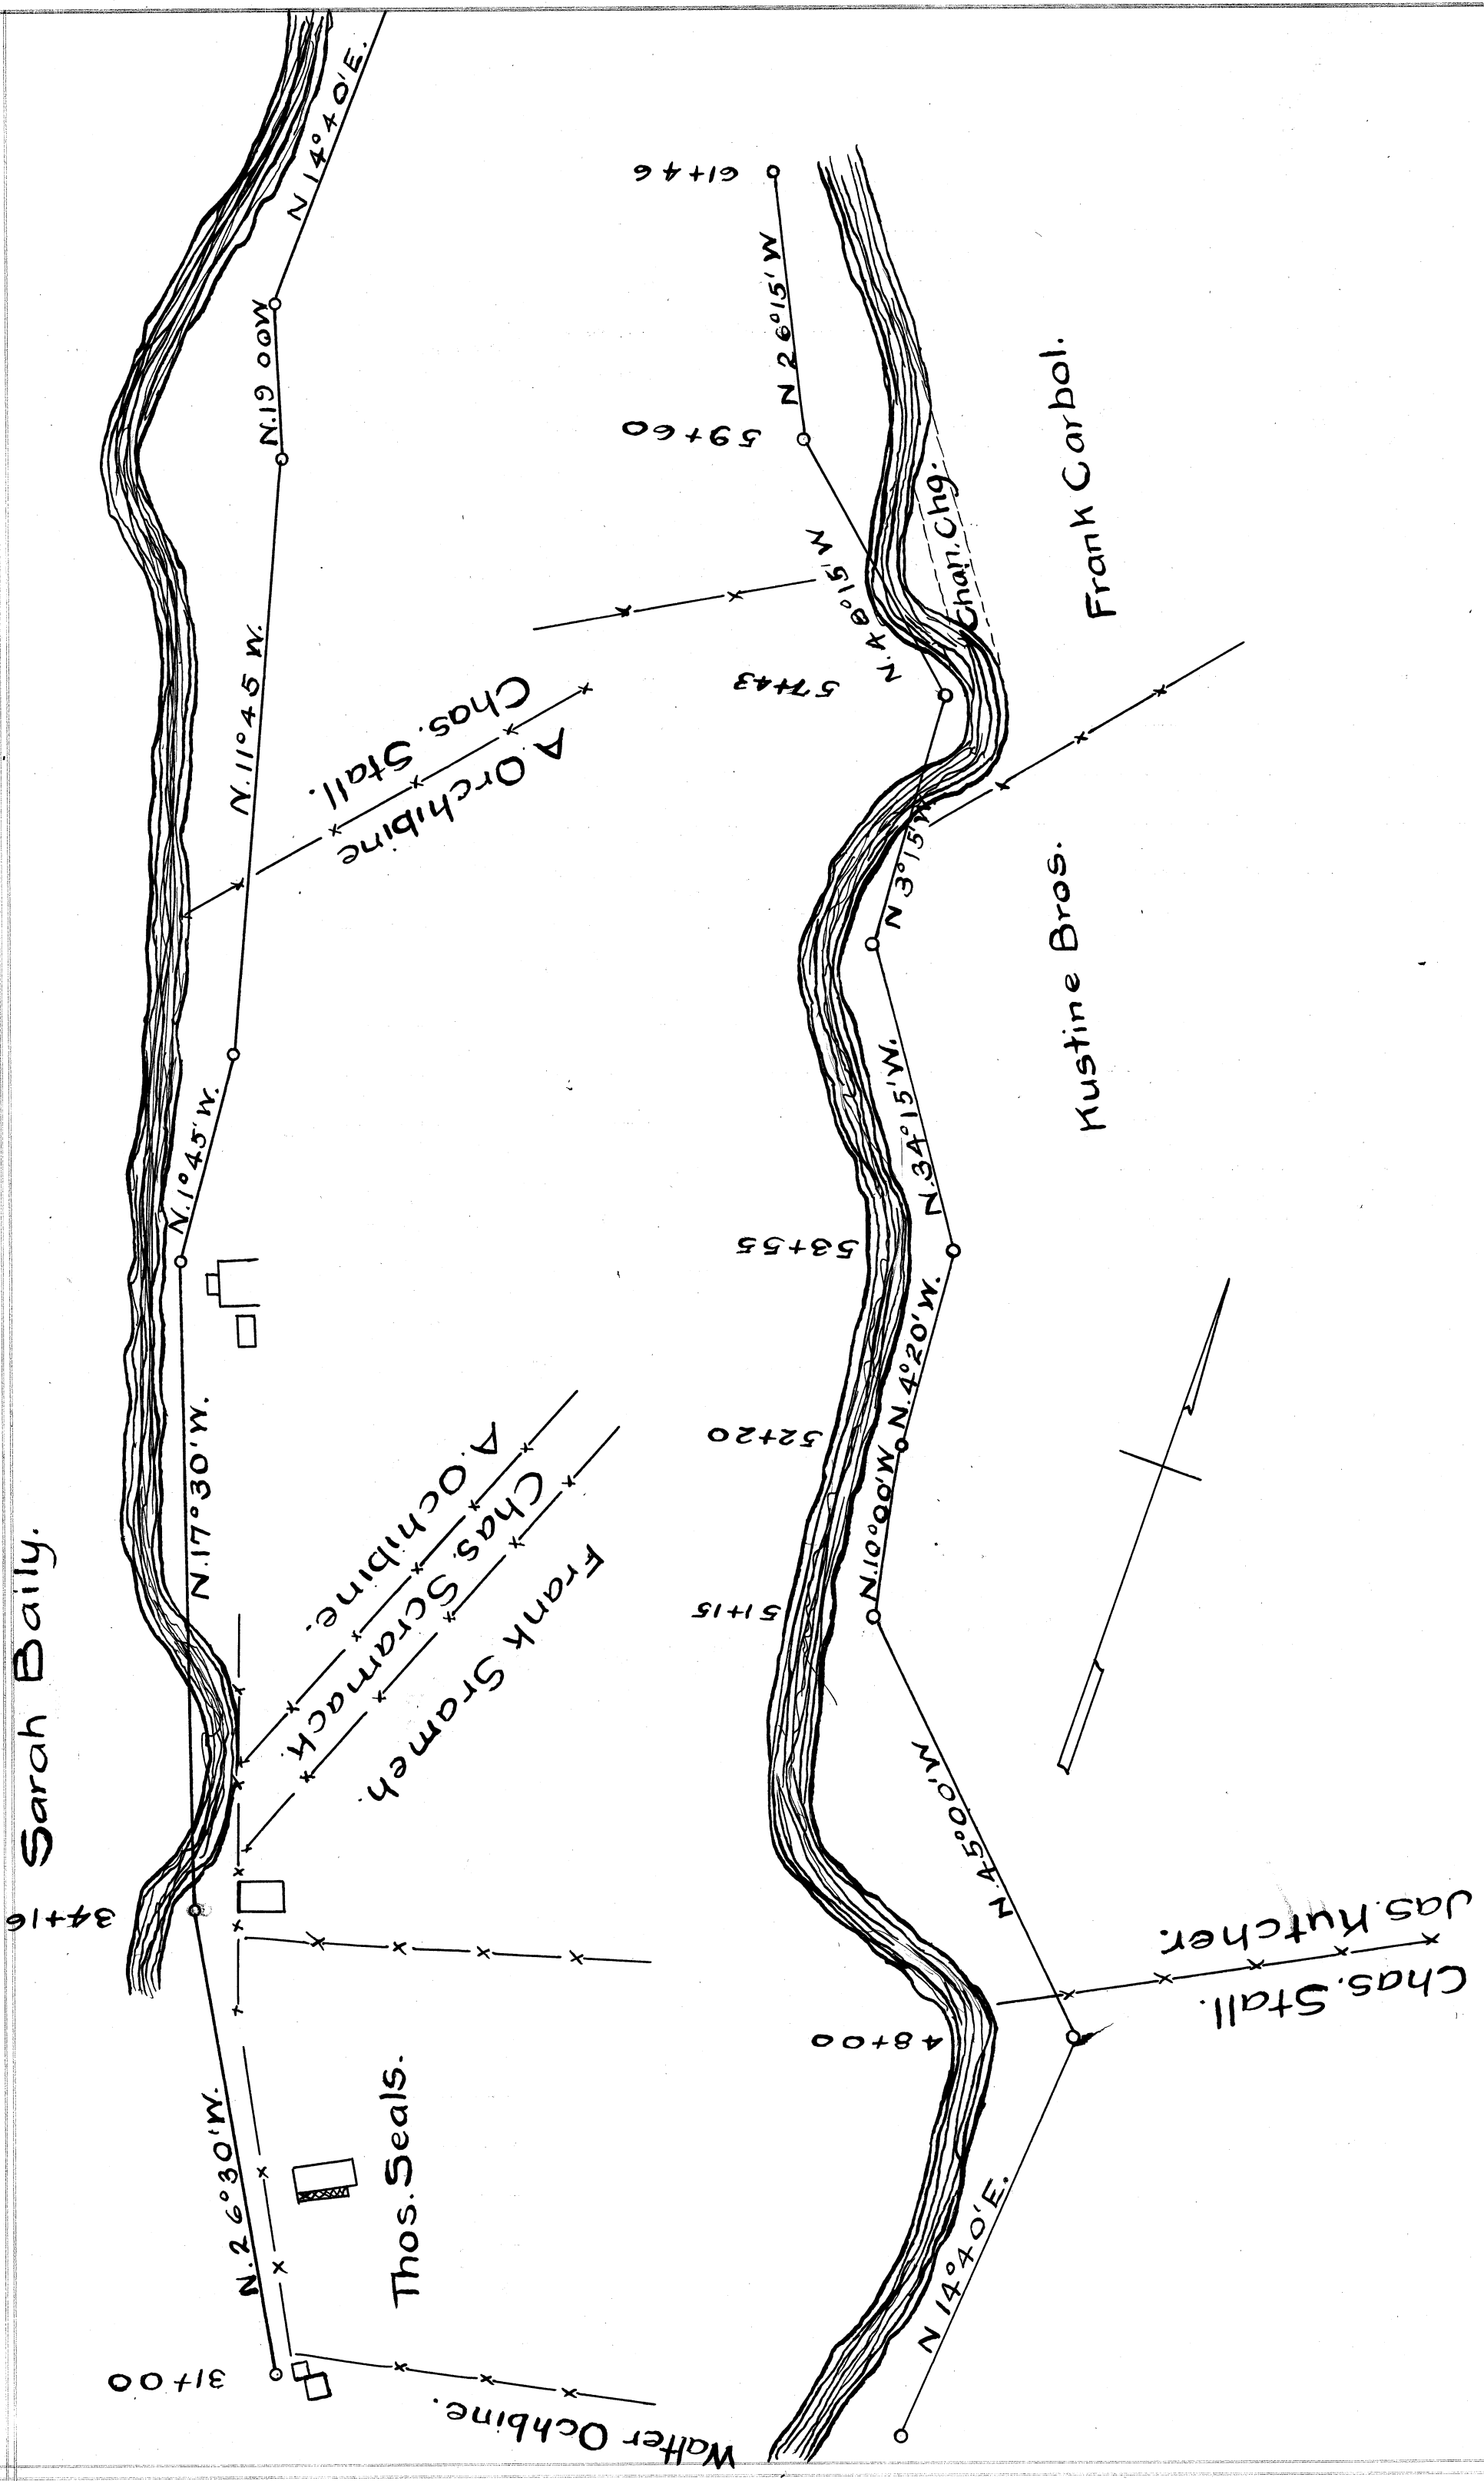 Sarah Baily.
31+00
N.26°30'W.
34+16
N.17°30'W.
N.1°45'W.
N.11°45 W.
N.19 00W
N 14°40'E.
Walter Ochbine.
Thos. Seals.
Frank Srameh.
Chas. Scramach.
A. Ochibine.
A. Orchibine
Chas. Stall.
N 14°40'E.
48+00
N.45°00'W
51+15
N.10°00'W
52+20
N.4°20'W.
53+55
N.34°15'W.
N 3°15'W
57+43
N.48°15'W
59+60
N 26°15'W
61+46
Chan. Chg.
Chas. Stall.
Jas. Kutcher.
Kustine Bros.
Frank Carbol.